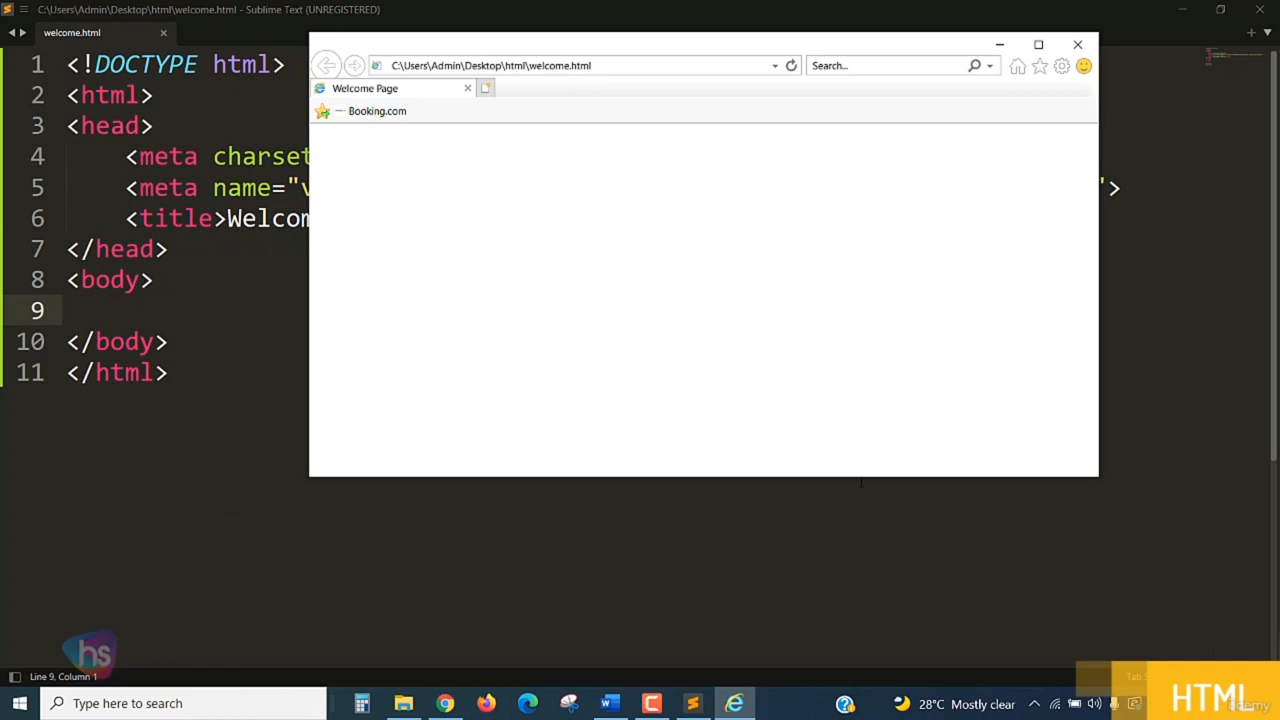 C:\Users\Admin\Desktop\html\welcome.html - Sublime Text (UNREGISTERED)
welcome.html
1 <!DOCTYPE html>
2 <html>
3 <head>
4 <meta charset
5 <meta name="v ">
6 <title>Welcom
7 </head>
8 <body>
9
10 </body>
11 </html>
C:\Users\Admin\Desktop\html\welcome.html
Search...
Welcome Page
Booking.com
hs
Line 9, Column 1
Tab S
Type here to search
28°C Mostly clear
HTML
Udemy